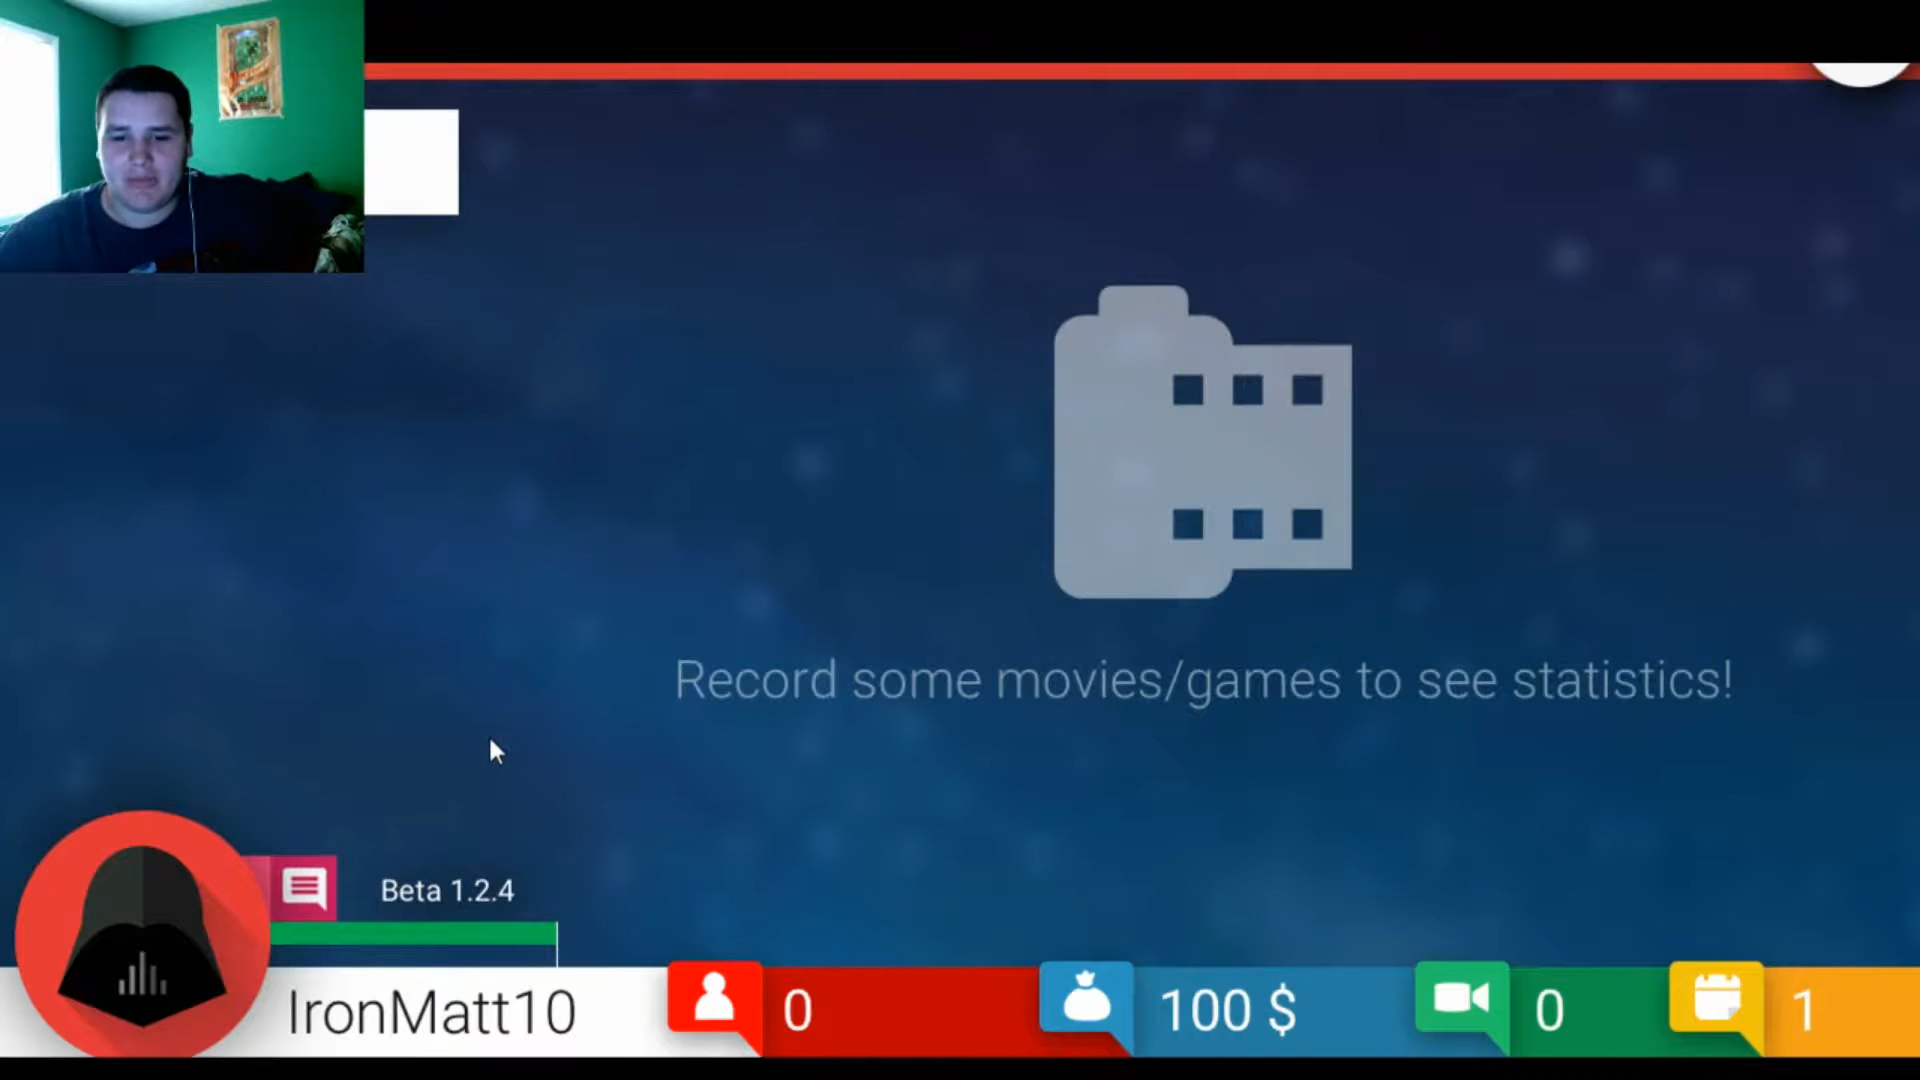 Record some movies/games to see statistics!
Beta 1.2.4
IronMatt10
0
100 $
0
1